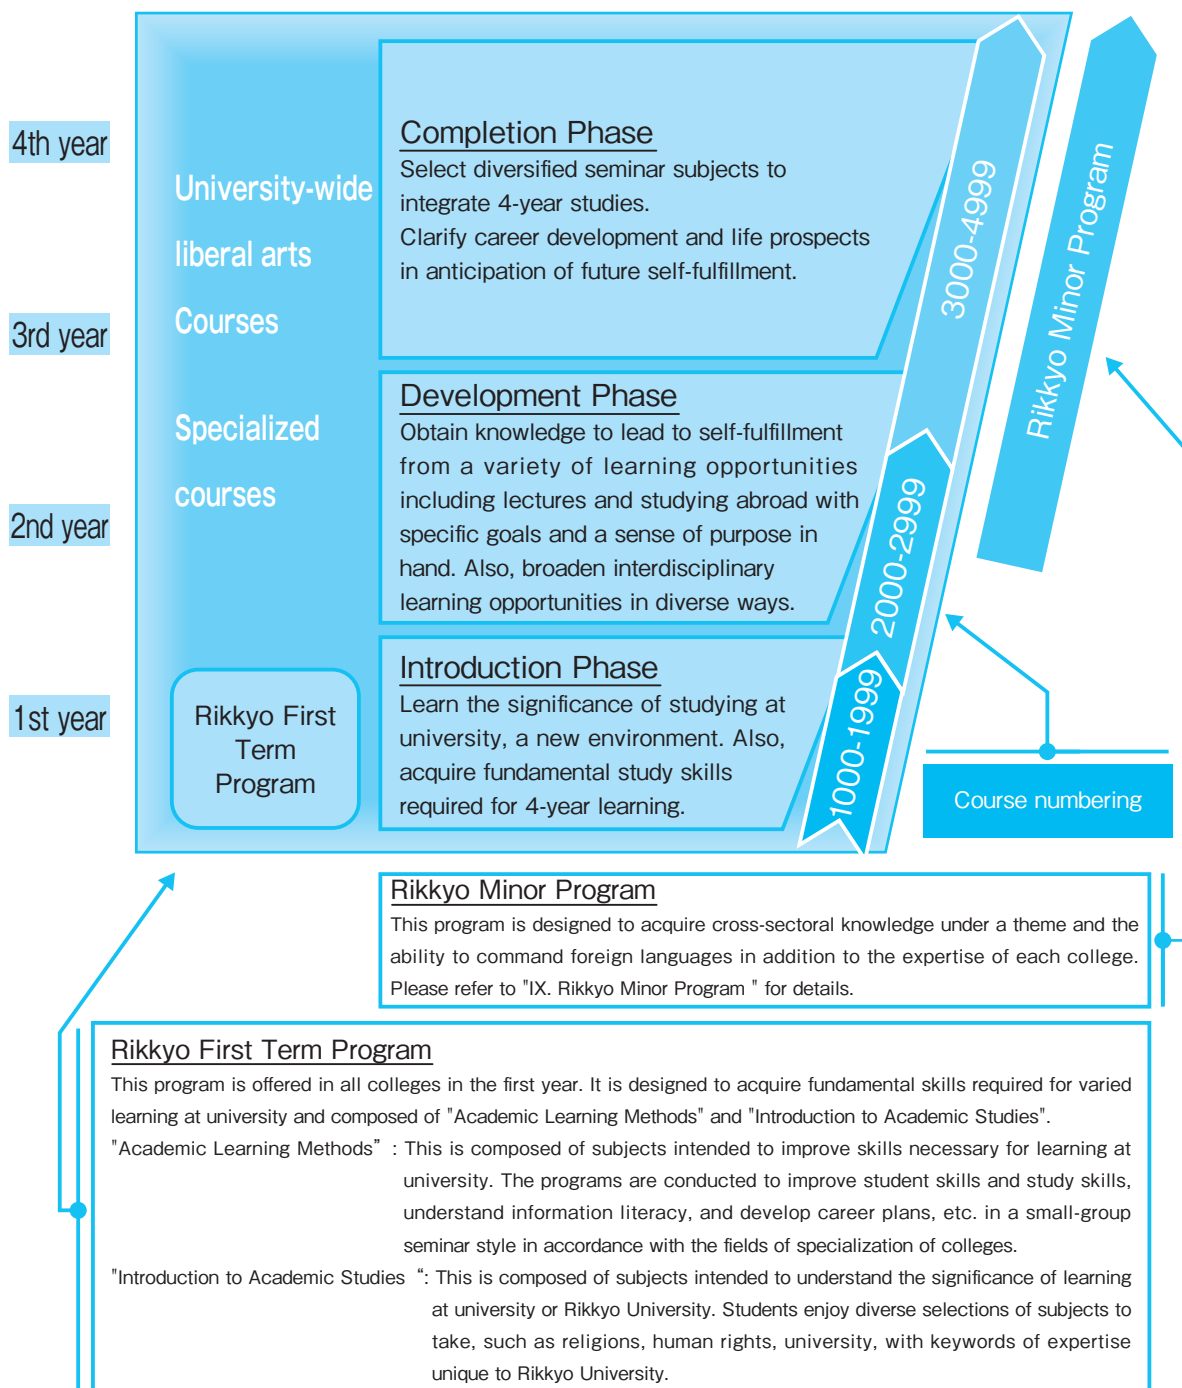 4th year
3rd year
2nd year
1st year
University-wide
liberal arts
Courses
Specialized
courses
Rikkyo First
Term
Program
Completion Phase
Select diversified seminar subjects to
integrate 4-year studies.
Clarify career development and life prospects
in anticipation of future self-fulfillment.
Development Phase
Obtain knowledge to lead to self-fulfillment
from a variety of learning opportunities
including lectures and studying abroad with
specific goals and a sense of purpose in
hand. Also, broaden interdisciplinary
learning opportunities in diverse ways.
Introduction Phase
Learn the significance of studying at
university, a new environment. Also,
acquire fundamental study skills
required for 4-year learning.
3000-4999
2000-2999
1000-1999
Rikkyo Minor Program
Course numbering
Rikkyo Minor Program
This program is designed to acquire cross-sectoral knowledge under a theme and the
ability to command foreign languages in addition to the expertise of each college.
Please refer to "IX. Rikkyo Minor Program " for details.
Rikkyo First Term Program
This program is offered in all colleges in the first year. It is designed to acquire fundamental skills required for varied
learning at university and composed of "Academic Learning Methods" and "Introduction to Academic Studies".
"Academic Learning Methods” : This is composed of subjects intended to improve skills necessary for learning at
university. The programs are conducted to improve student skills and study skills,
understand information literacy, and develop career plans, etc. in a small-group
seminar style in accordance with the fields of specialization of colleges.
"Introduction to Academic Studies “: This is composed of subjects intended to understand the significance of learning
at university or Rikkyo University. Students enjoy diverse selections of subjects to
take, such as religions, human rights, university, with keywords of expertise
unique to Rikkyo University.